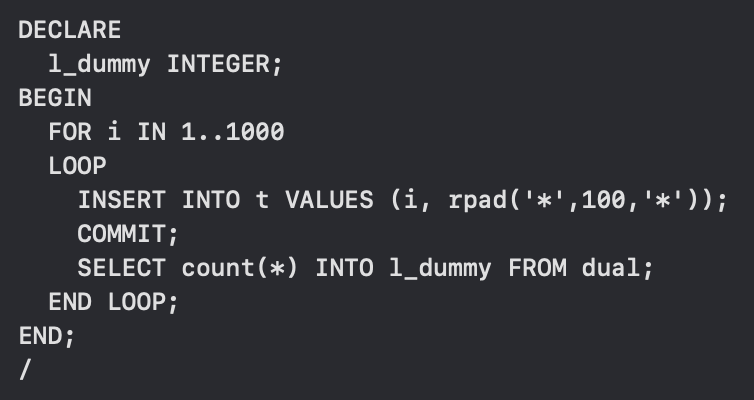 DECLARE
  l_dummy INTEGER;
BEGIN
  FOR i IN 1..1000
  LOOP
    INSERT INTO t VALUES (i, rpad('*',100,'*'));
    COMMIT;
    SELECT count(*) INTO l_dummy FROM dual;
  END LOOP;
END;
/